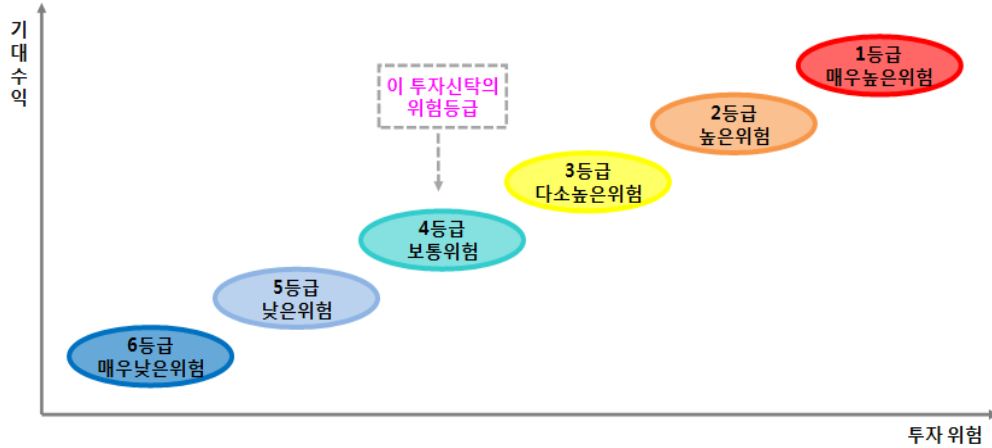 기대수익
1등급
매우높은위험
이 투자신탁의
위험등급
2등급
높은위험
3등급
다소높은위험
4등급
보통위험
5등급
낮은위험
6등급
매우낮은위험
투자 위험